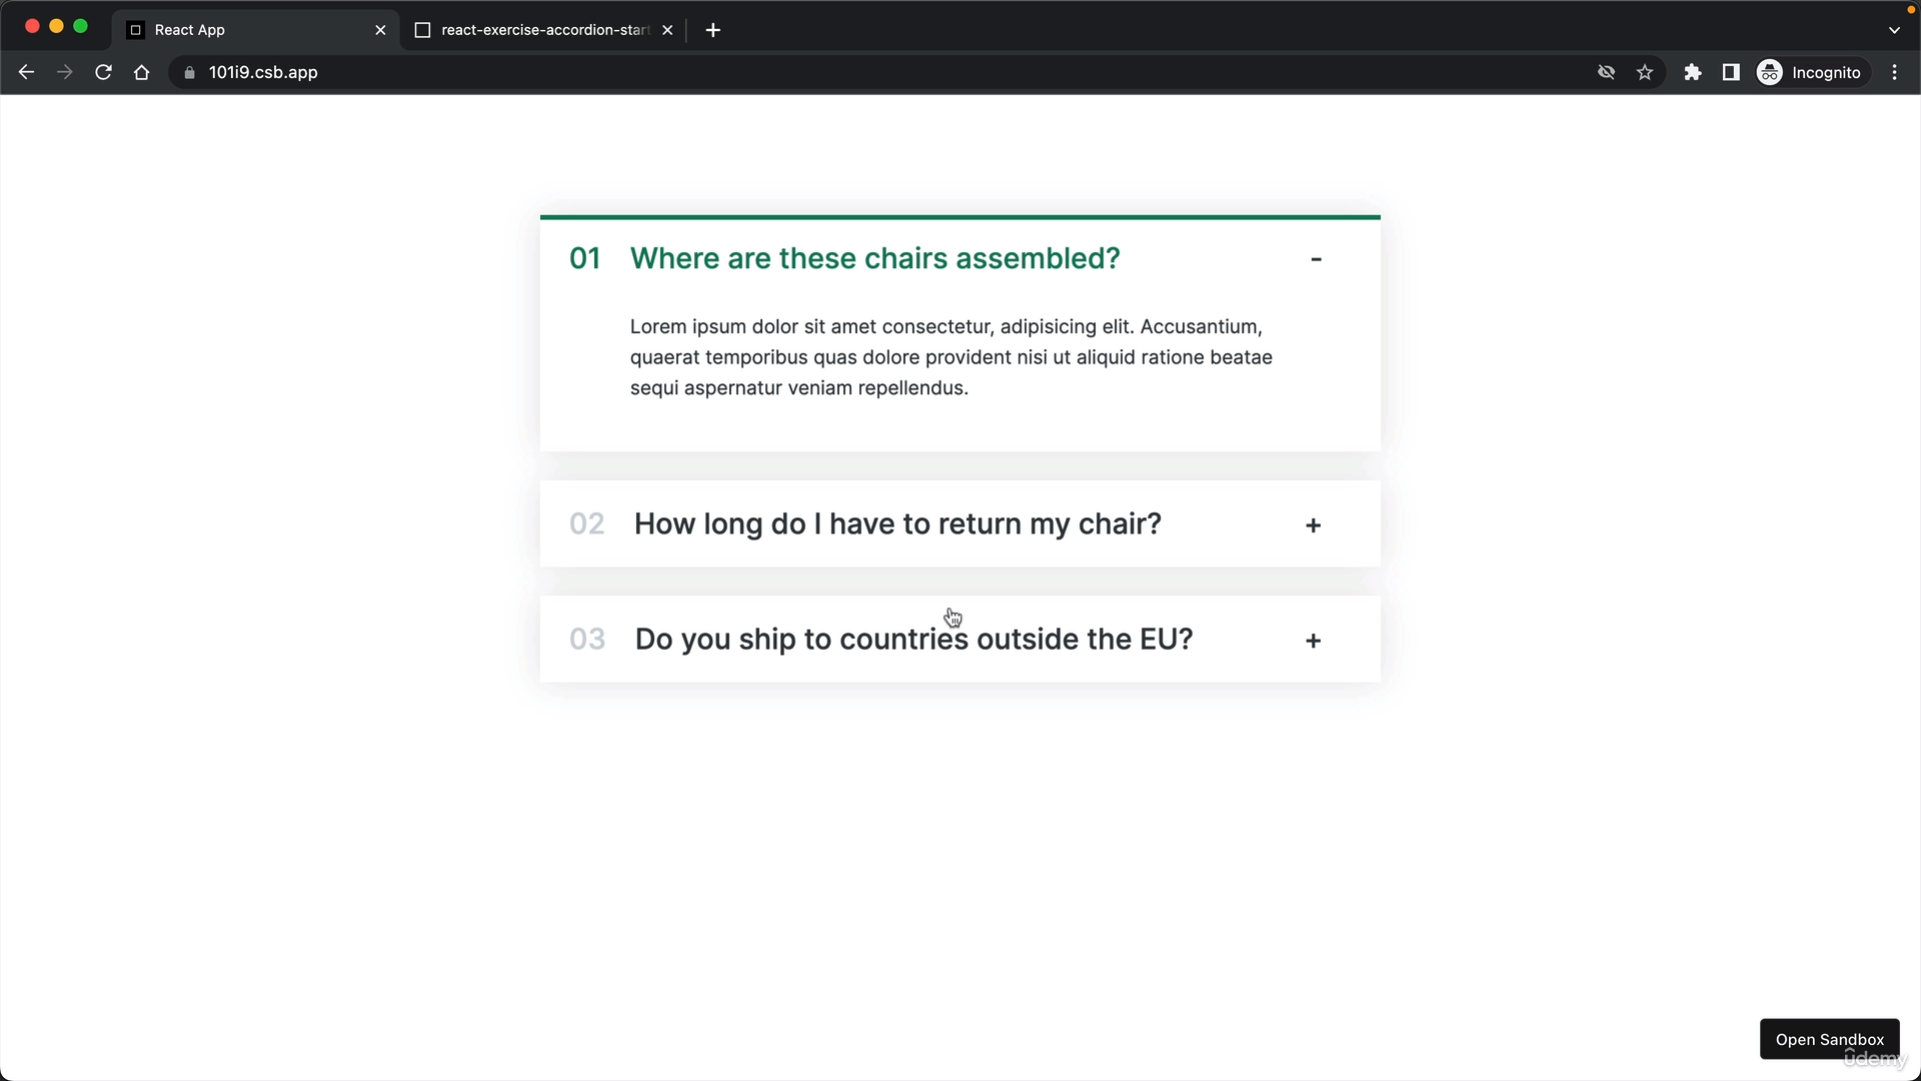 React App
react-exercise-accordion-start
101i9.csb.app
Incognito
01 Where are these chairs assembled? -
Lorem ipsum dolor sit amet consectetur, adipisicing elit. Accusantium,
quaerat temporibus quas dolore provident nisi ut aliquid ratione beatae
sequi aspernatur veniam repellendus.
02 How long do I have to return my chair? +
03 Do you ship to countries outside the EU? +
Open Sandbox
ûdemy